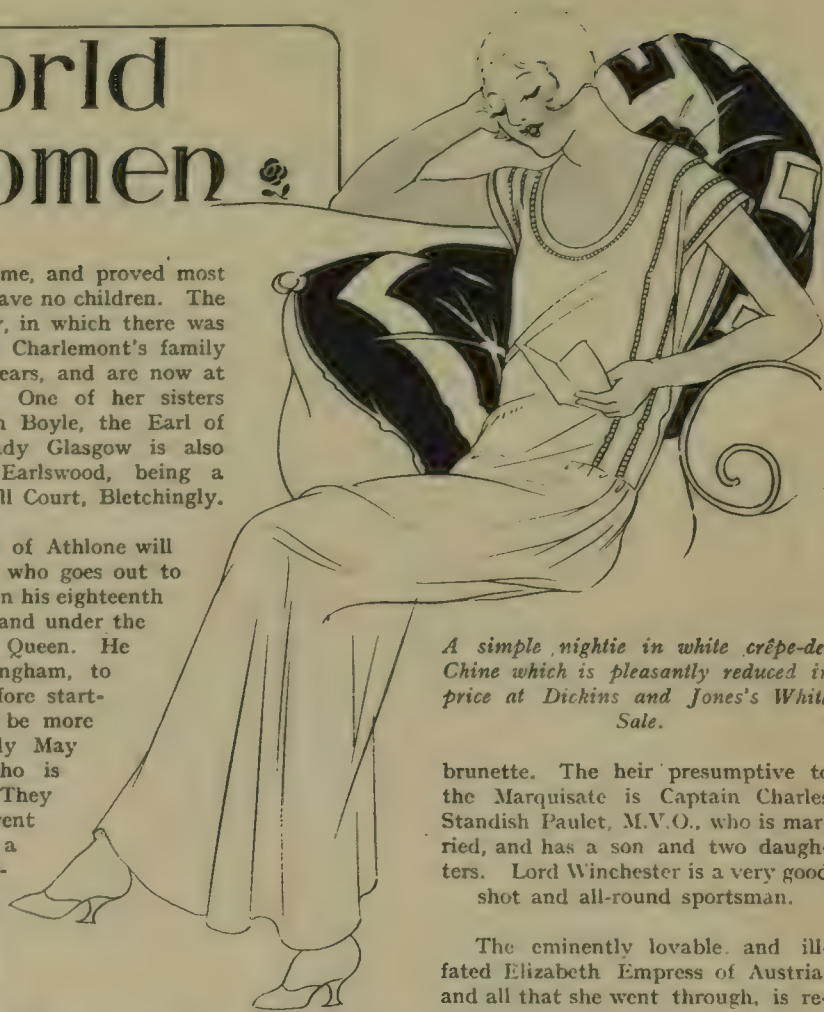 orld
omen
me, and proved most
ave no children. The
, in which there was
Charlemont's family
ears, and are now at
One of her sisters
n Boyle, the Earl of
dy Glasgow is also
Earlswood, being a
ll Court, Bletchingly.
of Athlone will
who goes out to
n his eighteenth
and under the
Queen. He
ngham, to
fore start-
be more
ly May
ho is
They
ent
a
-
A simple nightie in white crêpe-de
Chine which is pleasantly reduced in
price at Dickins and Jones's White
Sale.
brunette. The heir presumptive to
the Marquisate is Captain Charles
Standish Paulet, M.V.O., who is mar
ried, and has a son and two daugh
ters. Lord Winchester is a very good
shot and all-round sportsman.
The eminently lovable and ill-
fated Elizabeth Empress of Austria,
and all that she went through, is re-